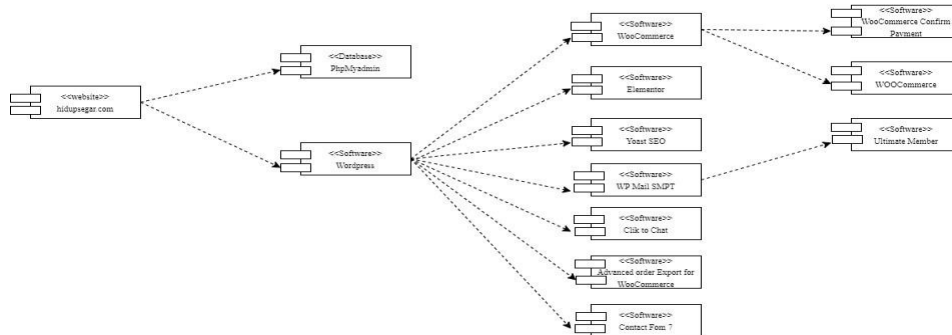 <<website>>
hidupsegar.com
<<Database>>
PhpMyadmin
<<Software>>
Wordpress
<<Software>>
WooCommerce
<<Software>>
Elementor
<<Software>>
Yoast SEO
<<Software>>
WP Mail SMPT
<<Software>>
Clik to Chat
<<Software>>
Advanced order Export for
WooCommerce
<<Software>>
Contact Fom 7
<<Software>>
WooCommerce Confirm
Payment
<<Software>>
WOOCommerce
<<Software>>
Ultimate Member